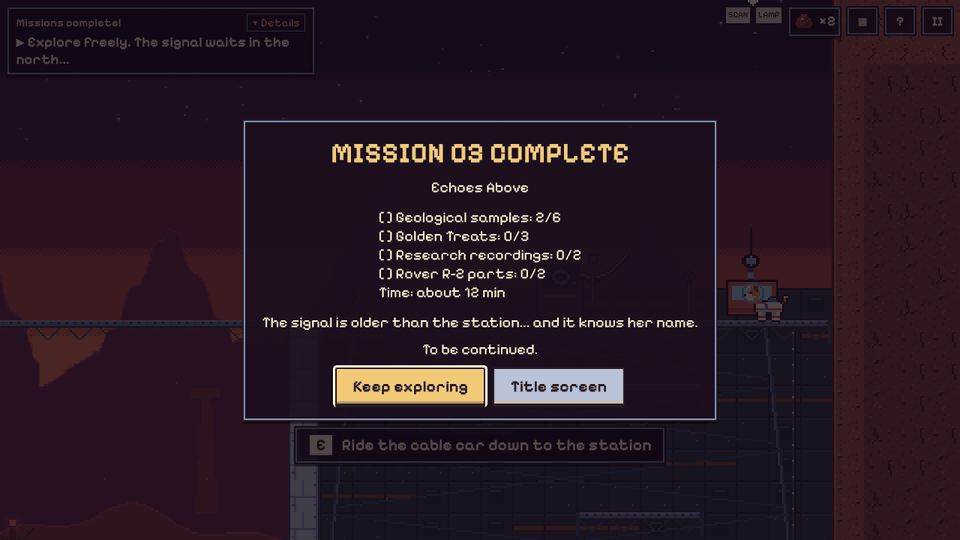 Missions complete!
▾ Details
▶ Explore freely. The signal waits in the
north...
SCAN
LAMP
×8
?
II
MISSION 03 COMPLETE
Echoes Above
[ ] Geological samples: 2/6
[ ] Golden Treats: 0/3
[ ] Research recordings: 0/2
[ ] Rover R-2 parts: 0/2
Time: about 12 min
The signal is older than the station... and it knows her name.
To be continued.
Keep exploring
Title screen
E Ride the cable car down to the station